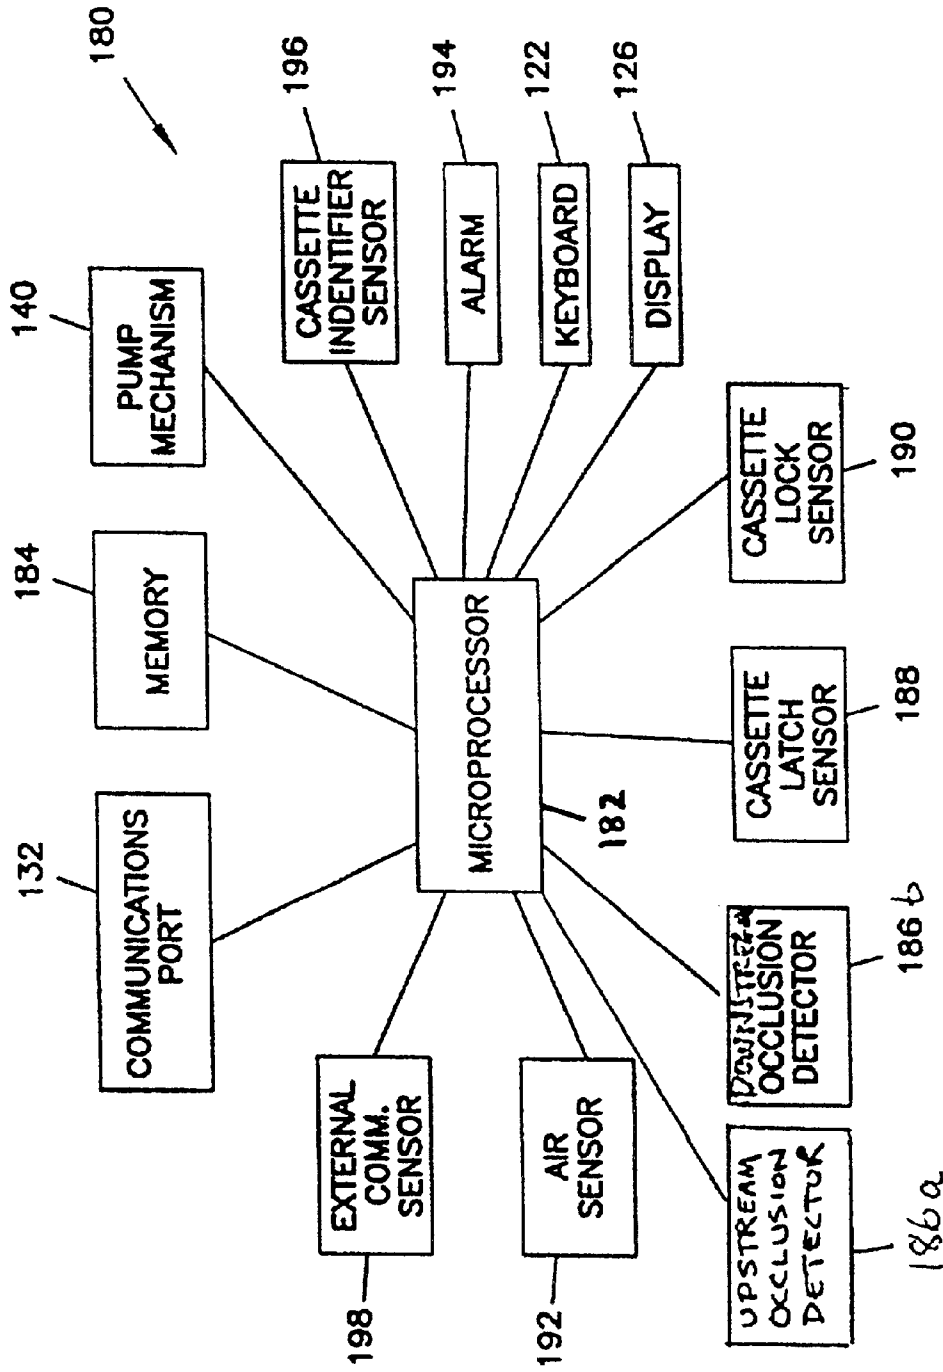 180
132
184
140
COMMUNICATIONS
PORT
MEMORY
PUMP
MECHANISM
198
EXTERNAL
COMM.
SENSOR
CASSETTE
INDENTIFIER
SENSOR
196
MICROPROCESSOR
182
ALARM
194
192
AIR
SENSOR
KEYBOARD
122
DISPLAY
126
UPSTREAM
OCCLUSION
DETECTOR
186a
DOWNSTREAM
OCCLUSION
DETECTOR
186b
CASSETTE
LATCH
SENSOR
188
CASSETTE
LOCK
SENSOR
190